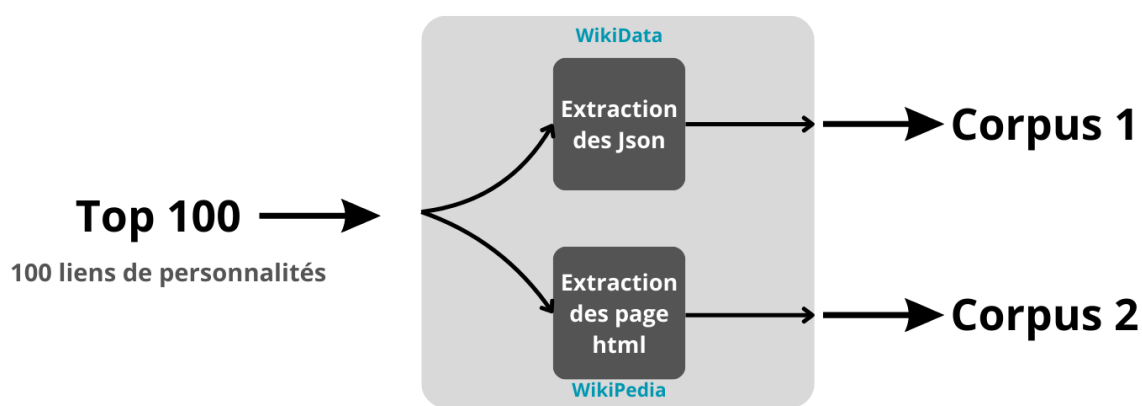 WikiData
Extraction
des Json
Corpus 1
Top 100
100 liens de personnalités
Extraction
des page
html
WikiPedia
Corpus 2